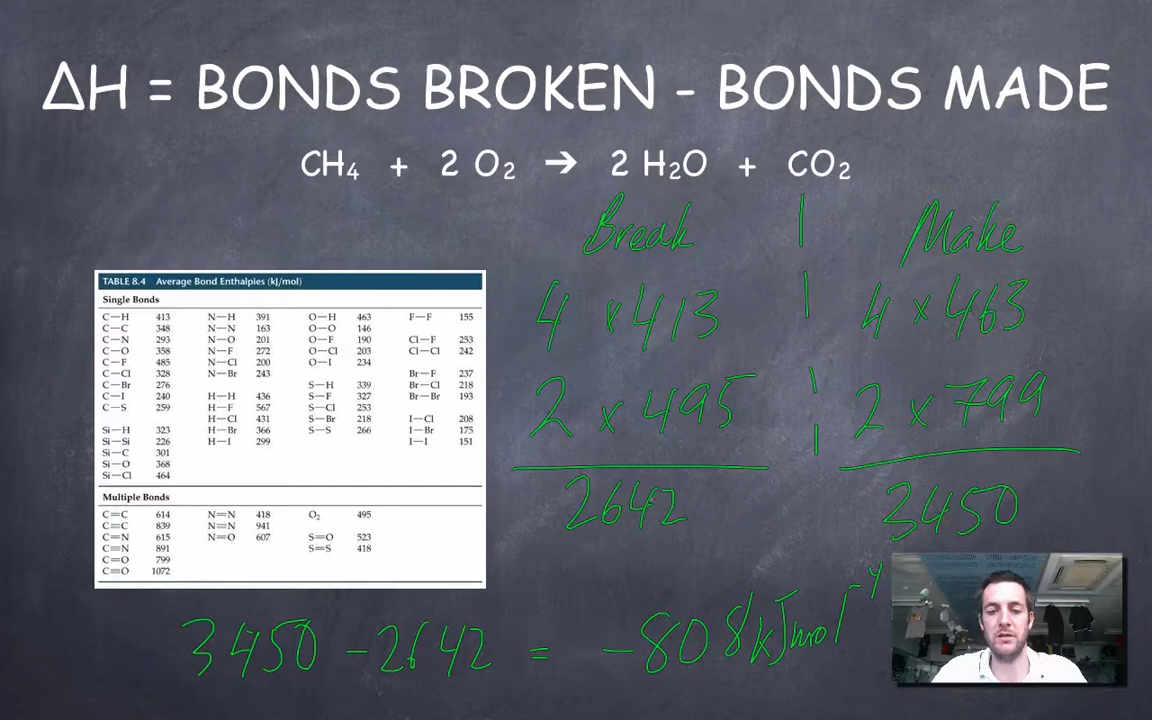 ΔH = BONDS BROKEN - BONDS MADE
CH₄ + 2 O₂ ➔ 2 H₂O + CO₂
Break Make
4 x 413 4 x 463
2 x 495 2 x 799
2642 3450
3450 - 2642 = -808 kJmol⁻¹
TABLE 8.4 Average Bond Enthalpies (kJ/mol)
Single Bonds
C—H 413 N—H 391 O—H 463 F—F 155
C—C 348 N—N 163 O—O 146
C—N 293 N—O 201 O—F 190 Cl—F 253
C—O 358 N—F 272 O—Cl 203 Cl—Cl 242
C—F 485 N—Cl 200 O—I 234
C—Cl 328 N—Br 243 Br—F 237
C—Br 276 S—H 339 Br—Cl 218
C—I 240 H—H 436 S—F 327 Br—Br 193
C—S 259 H—F 567 S—Cl 253
H—Cl 431 S—Br 218 I—Cl 208
Si—H 323 H—Br 366 S—S 266 I—Br 175
Si—Si 226 H—I 299 I—I 151
Si—C 301
Si—O 368
Si—Cl 464
Multiple Bonds
C=C 614 N=N 418 O₂ 495
C≡C 839 N≡N 941
C=N 615 N=O 607 S=O 523
C≡N 891 S=S 418
C=O 799
C≡O 1072